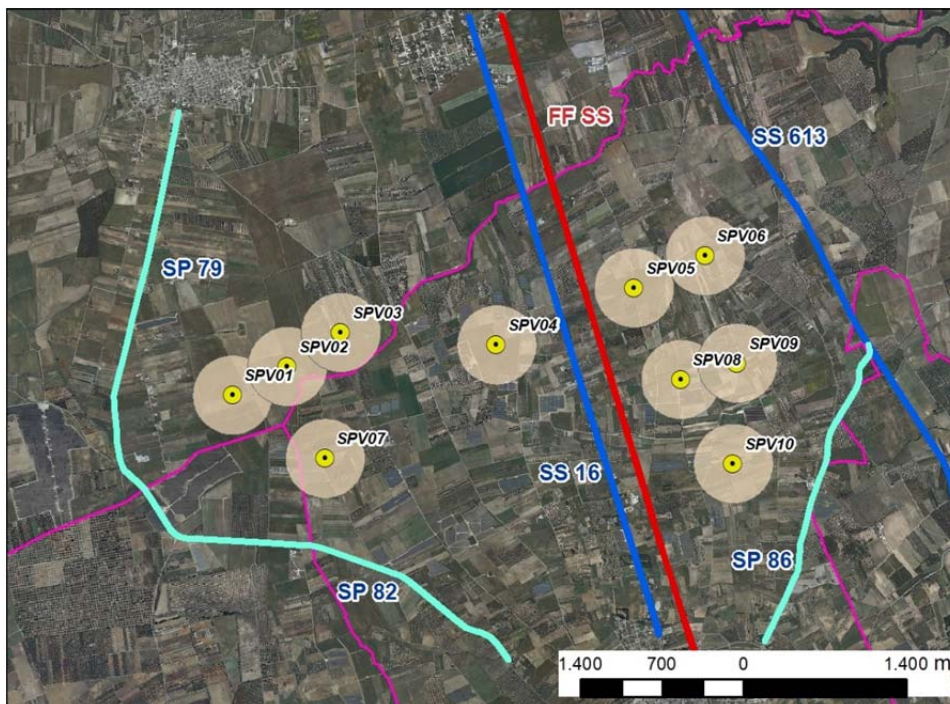 FF SS
SS 613
SPV06
SP 79
SPV05
SPV03
SPV04
SPV02
SPV09
SPV08
SPV01
SPV07
SPV10
SS 16
SP 86
SP 82
1.400 700 0 1.400 m